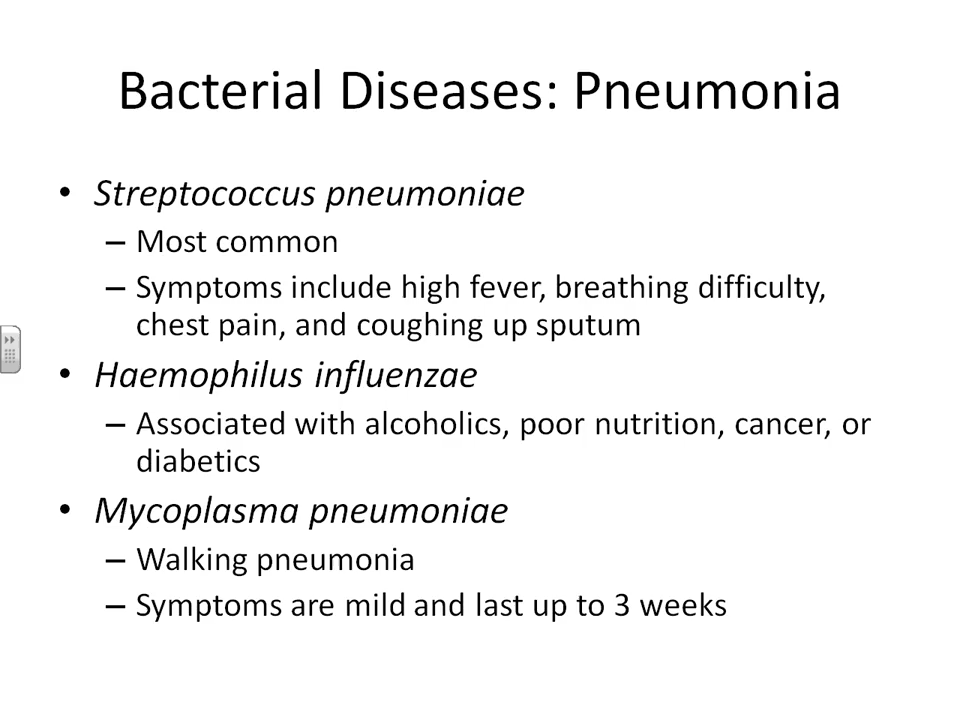 Bacterial Diseases: Pneumonia
• Streptococcus pneumoniae
– Most common
– Symptoms include high fever, breathing difficulty,
chest pain, and coughing up sputum
• Haemophilus influenzae
– Associated with alcoholics, poor nutrition, cancer, or
diabetics
• Mycoplasma pneumoniae
– Walking pneumonia
– Symptoms are mild and last up to 3 weeks